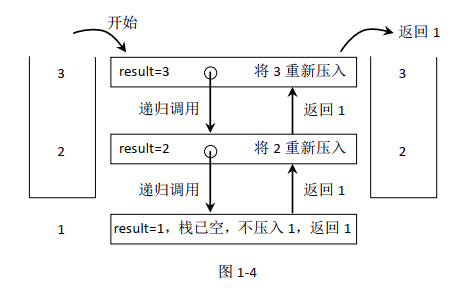 开始
返回 1
3 result=3 将 3 重新压入 3
递归调用 返回 1
2 result=2 将 2 重新压入 2
递归调用 返回 1
1 result=1，栈已空，不压入 1，返回 1
图 1-4